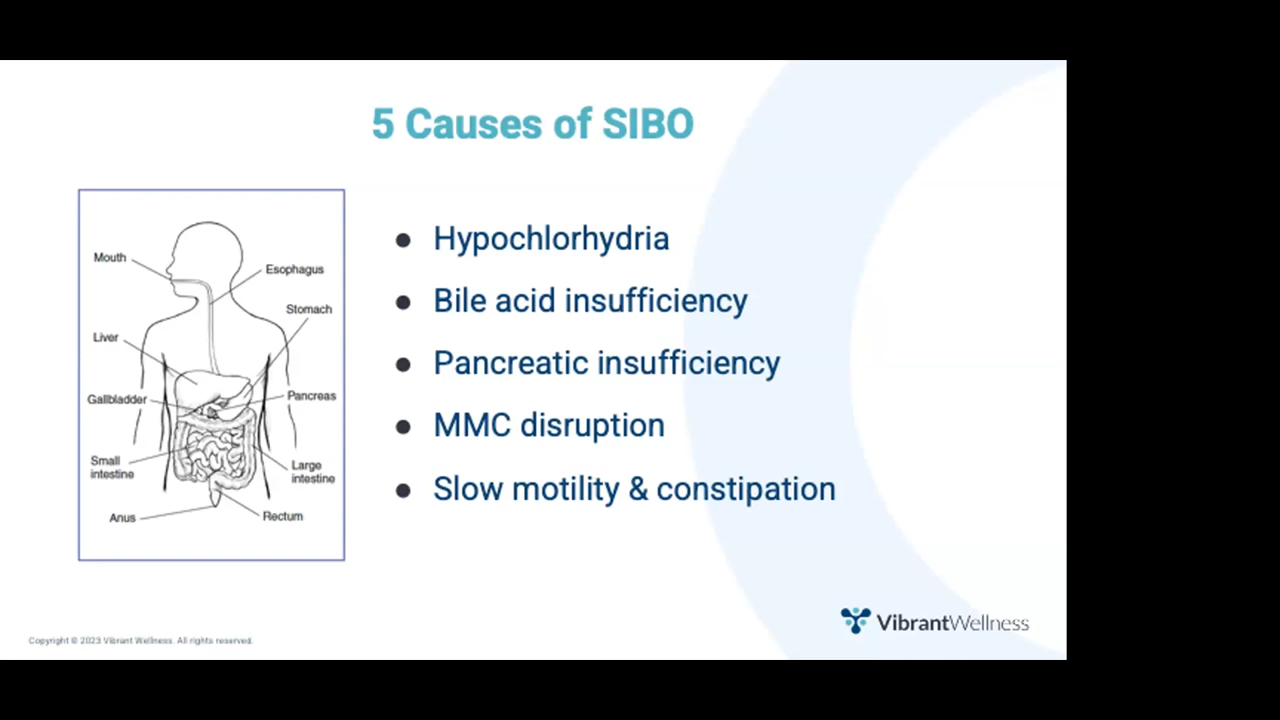 5 Causes of SIBO
Mouth
Esophagus
Stomach
Liver
Gallbladder
Pancreas
Small
intestine
Large
intestine
Anus
Rectum
● Hypochlorhydria
● Bile acid insufficiency
● Pancreatic insufficiency
● MMC disruption
● Slow motility & constipation
VibrantWellness
Copyright © 2023 Vibrant Wellness. All rights reserved.